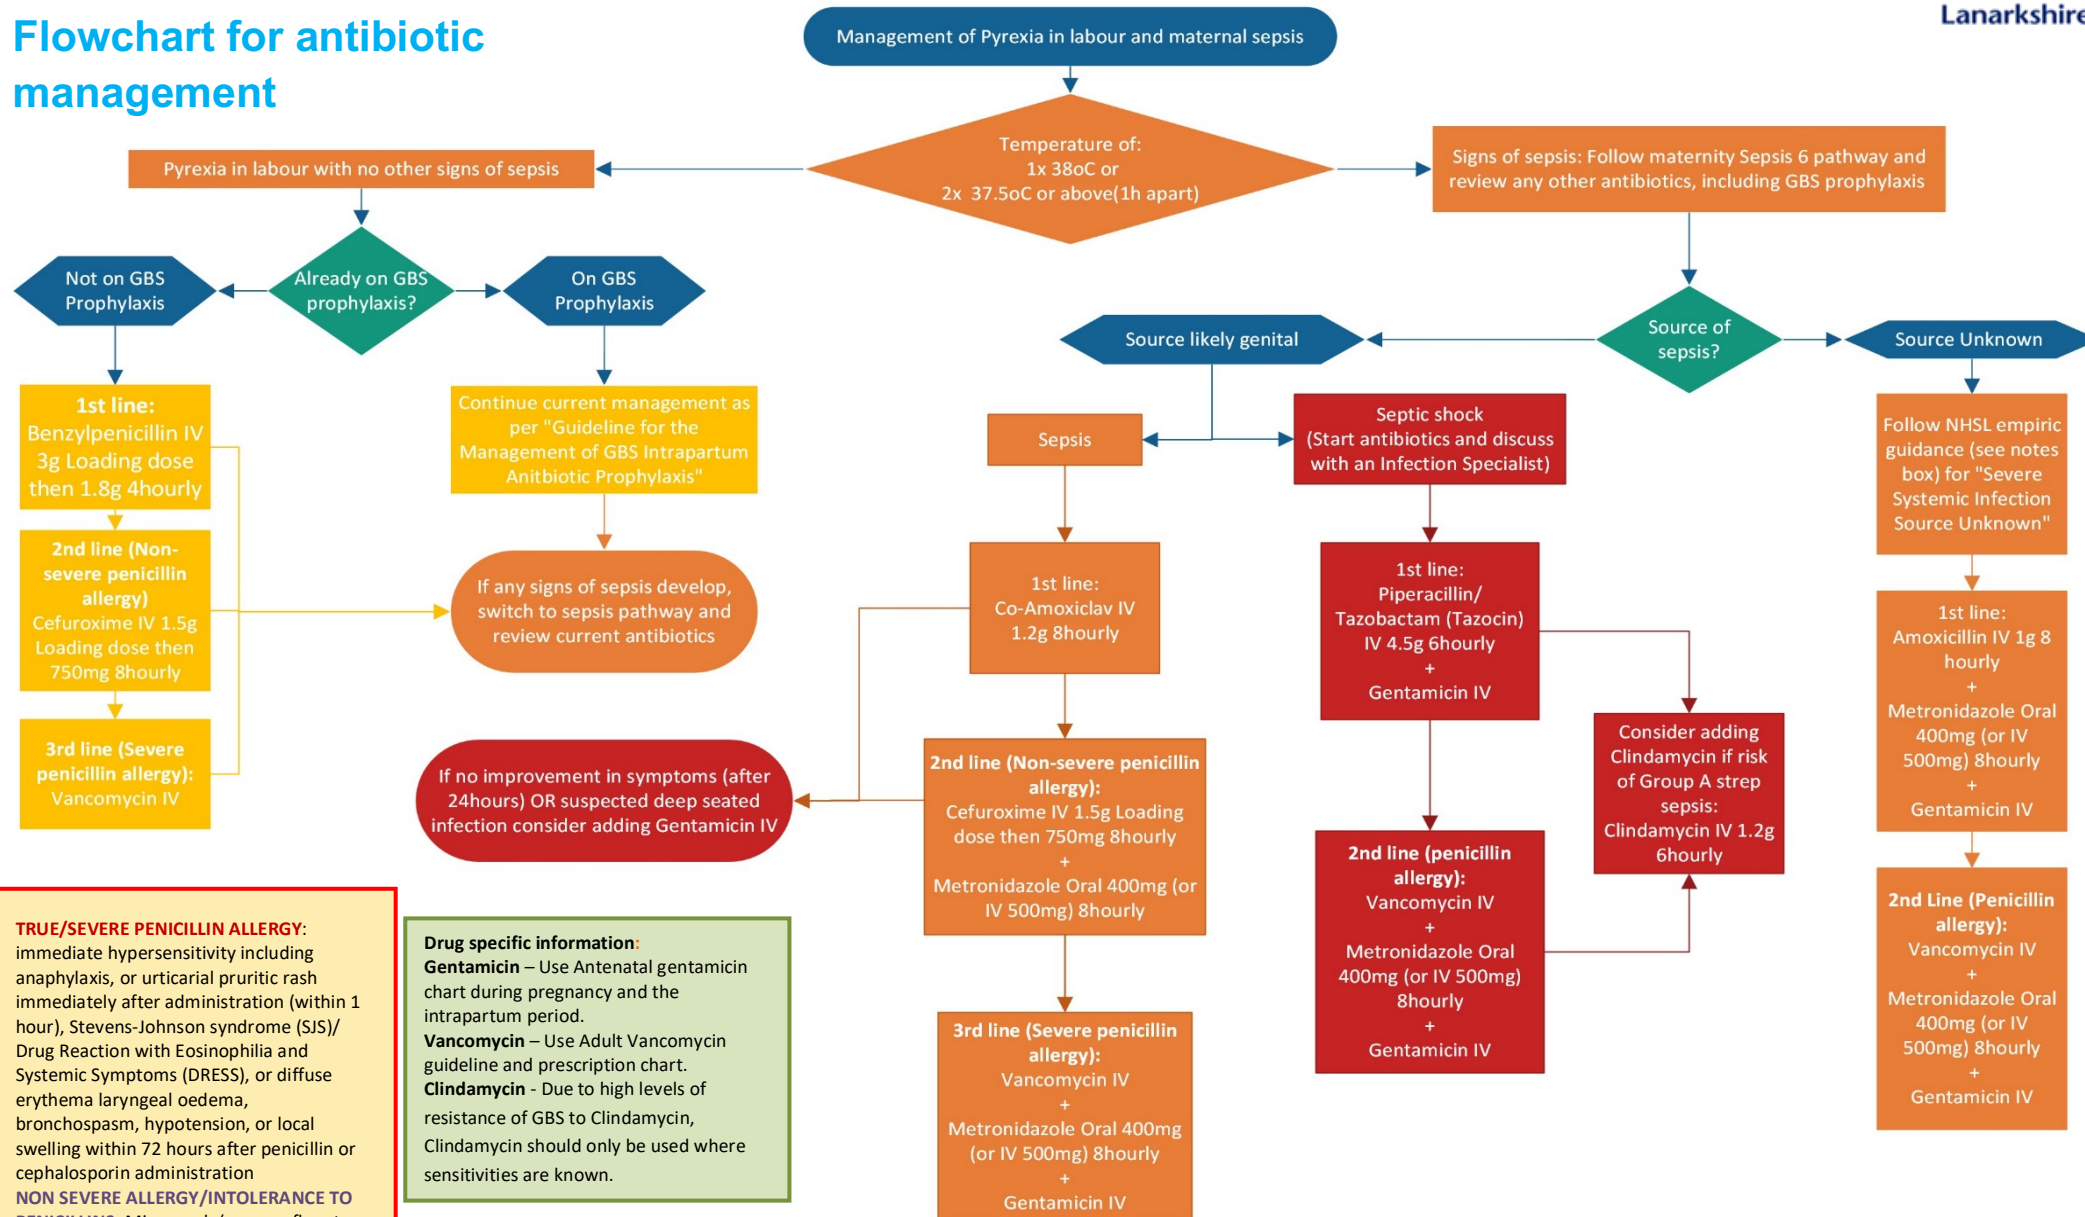 Flowchart for antibiotic
management
Lanarkshire
Management of Pyrexia in labour and maternal sepsis
Temperature of:
1x 38oC or
2x  37.5oC or above(1h apart)
Pyrexia in labour with no other signs of sepsis
Signs of sepsis: Follow maternity Sepsis 6 pathway and
review any other antibiotics, including GBS prophylaxis
Not on GBS
Prophylaxis
Already on GBS
prophylaxis?
On GBS
Prophylaxis
1st line:
Benzylpenicillin IV
3g Loading dose
then 1.8g 4hourly
2nd line (Non-
severe penicillin
allergy)
Cefuroxime IV 1.5g
Loading dose then
750mg 8hourly
3rd line (Severe
penicillin allergy):
Vancomycin IV
Continue current management as
per "Guideline for the
Management of GBS Intrapartum
Anitbiotic Prophylaxis"
If any signs of sepsis develop,
switch to sepsis pathway and
review current antibiotics
Source of
sepsis?
Source likely genital
Source Unknown
Sepsis
Septic shock
(Start antibiotics and discuss
with an Infection Specialist)
1st line:
Co-Amoxiclav IV
1.2g 8hourly
2nd line (Non-severe penicillin
allergy):
Cefuroxime IV 1.5g Loading
dose then 750mg 8hourly
+
Metronidazole Oral 400mg (or
IV 500mg) 8hourly
3rd line (Severe penicillin
allergy):
Vancomycin IV
+
Metronidazole Oral 400mg
(or IV 500mg) 8hourly
+
Gentamicin IV
If no improvement in symptoms (after
24hours) OR suspected deep seated
infection consider adding Gentamicin IV
1st line:
Piperacillin/
Tazobactam (Tazocin)
IV 4.5g 6hourly
+
Gentamicin IV
2nd line (penicillin
allergy):
Vancomycin IV
+
Metronidazole Oral
400mg (or IV 500mg)
8hourly
+
Gentamicin IV
Consider adding
Clindamycin if risk
of Group A strep
sepsis:
Clindamycin IV 1.2g
6hourly
Follow NHSL empiric
guidance (see notes
box) for "Severe
Systemic Infection
Source Unknown"
1st line:
Amoxicillin IV 1g 8
hourly
+
Metronidazole Oral
400mg (or IV
500mg) 8hourly
+
Gentamicin IV
2nd Line (Penicillin
allergy):
Vancomycin IV
+
Metronidazole Oral
400mg (or IV
500mg) 8hourly
+
Gentamicin IV
TRUE/SEVERE PENICILLIN ALLERGY:
immediate hypersensitivity including
anaphylaxis, or urticarial pruritic rash
immediately after administration (within 1
hour), Stevens-Johnson syndrome (SJS)/
Drug Reaction with Eosinophilia and
Systemic Symptoms (DRESS), or diffuse
erythema laryngeal oedema,
bronchospasm, hypotension, or local
swelling within 72 hours after penicillin or
cephalosporin administration
NON SEVERE ALLERGY/INTOLERANCE TO
Drug specific information:
Gentamicin – Use Antenatal gentamicin
chart during pregnancy and the
intrapartum period.
Vancomycin – Use Adult Vancomycin
guideline and prescription chart.
Clindamycin - Due to high levels of
resistance of GBS to Clindamycin,
Clindamycin should only be used where
sensitivities are known.